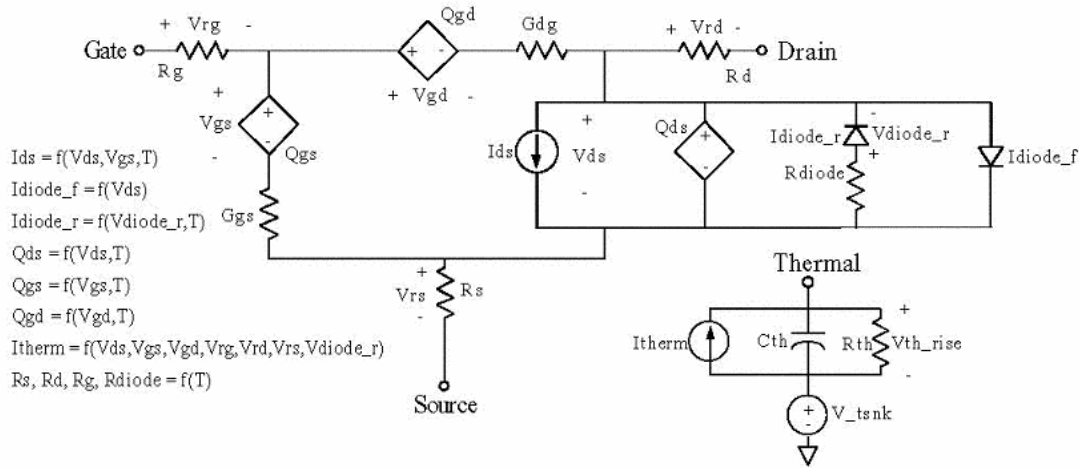 + Vrg -
Qgd
Gdg
+ Vrd -
Gate
Rg
Drain
Rd
+ -
+ Vgd -
+
Vgs
-
+
-
Qgs
Ggs
Ids
+
Vds
-
Qds
+
-
Idiode_r
-
Vdiode_r
+
Rdiode
Idiode_f
Ids = f(Vds,Vgs,T)
Idiode_f = f(Vds)
Idiode_r = f(Vdiode_r,T)
Qds = f(Vds,T)
Qgs = f(Vgs,T)
Qgd = f(Vgd,T)
Itherm = f(Vds,Vgs,Vgd,Vrg,Vrd,Vrs,Vdiode_r)
Rs, Rd, Rg, Rdiode = f(T)
+
Vrs
-
Rs
Source
Thermal
Itherm
Cth
Rth
+
Vth_rise
-
+
-
V_tsnk